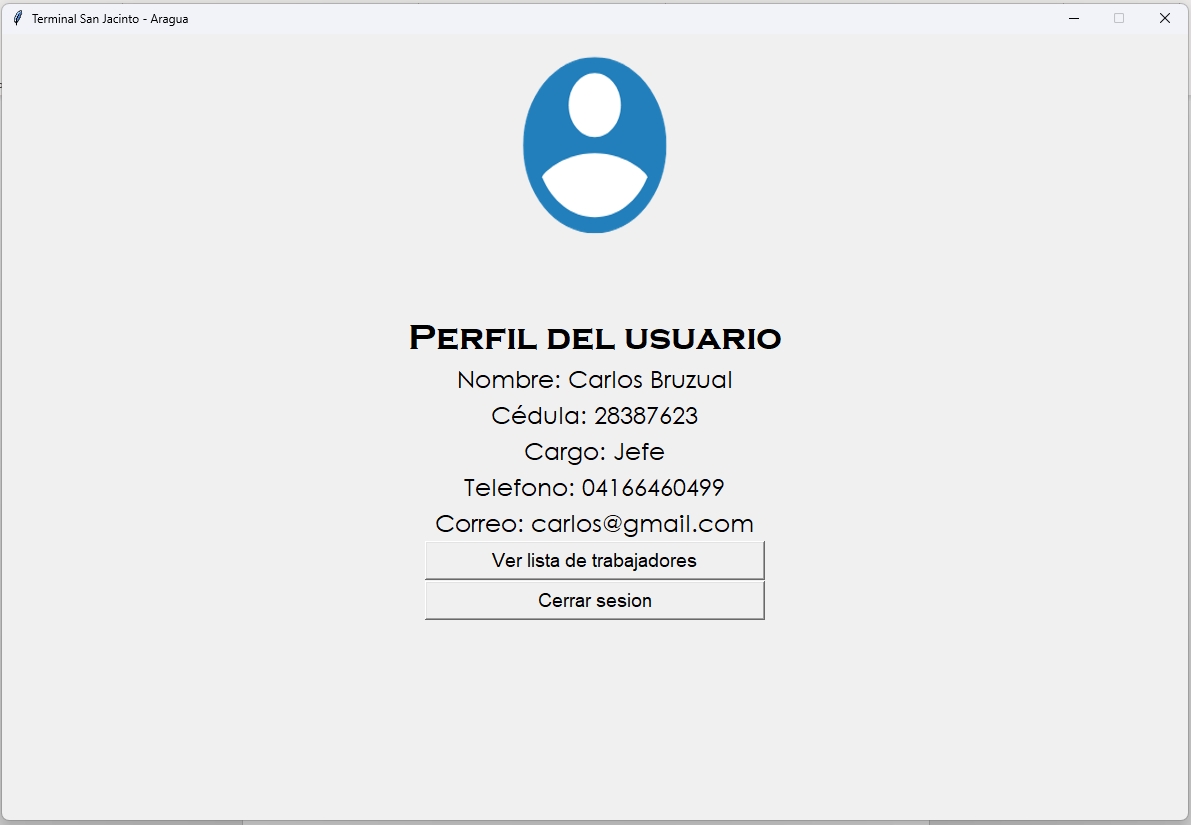 Terminal San Jacinto - Aragua
Perfil del usuario
Nombre: Carlos Bruzual
Cédula: 28387623
Cargo: Jefe
Telefono: 04166460499
Correo: carlos@gmail.com
Ver lista de trabajadores
Cerrar sesion